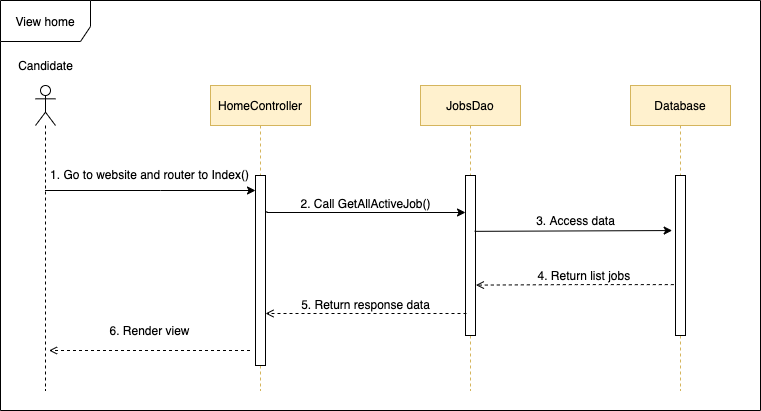 View home
Candidate
HomeController
JobsDao
Database
1. Go to website and router to Index()
2. Call GetAllActiveJob()
3. Access data
4. Return list jobs
5. Return response data
6. Render view